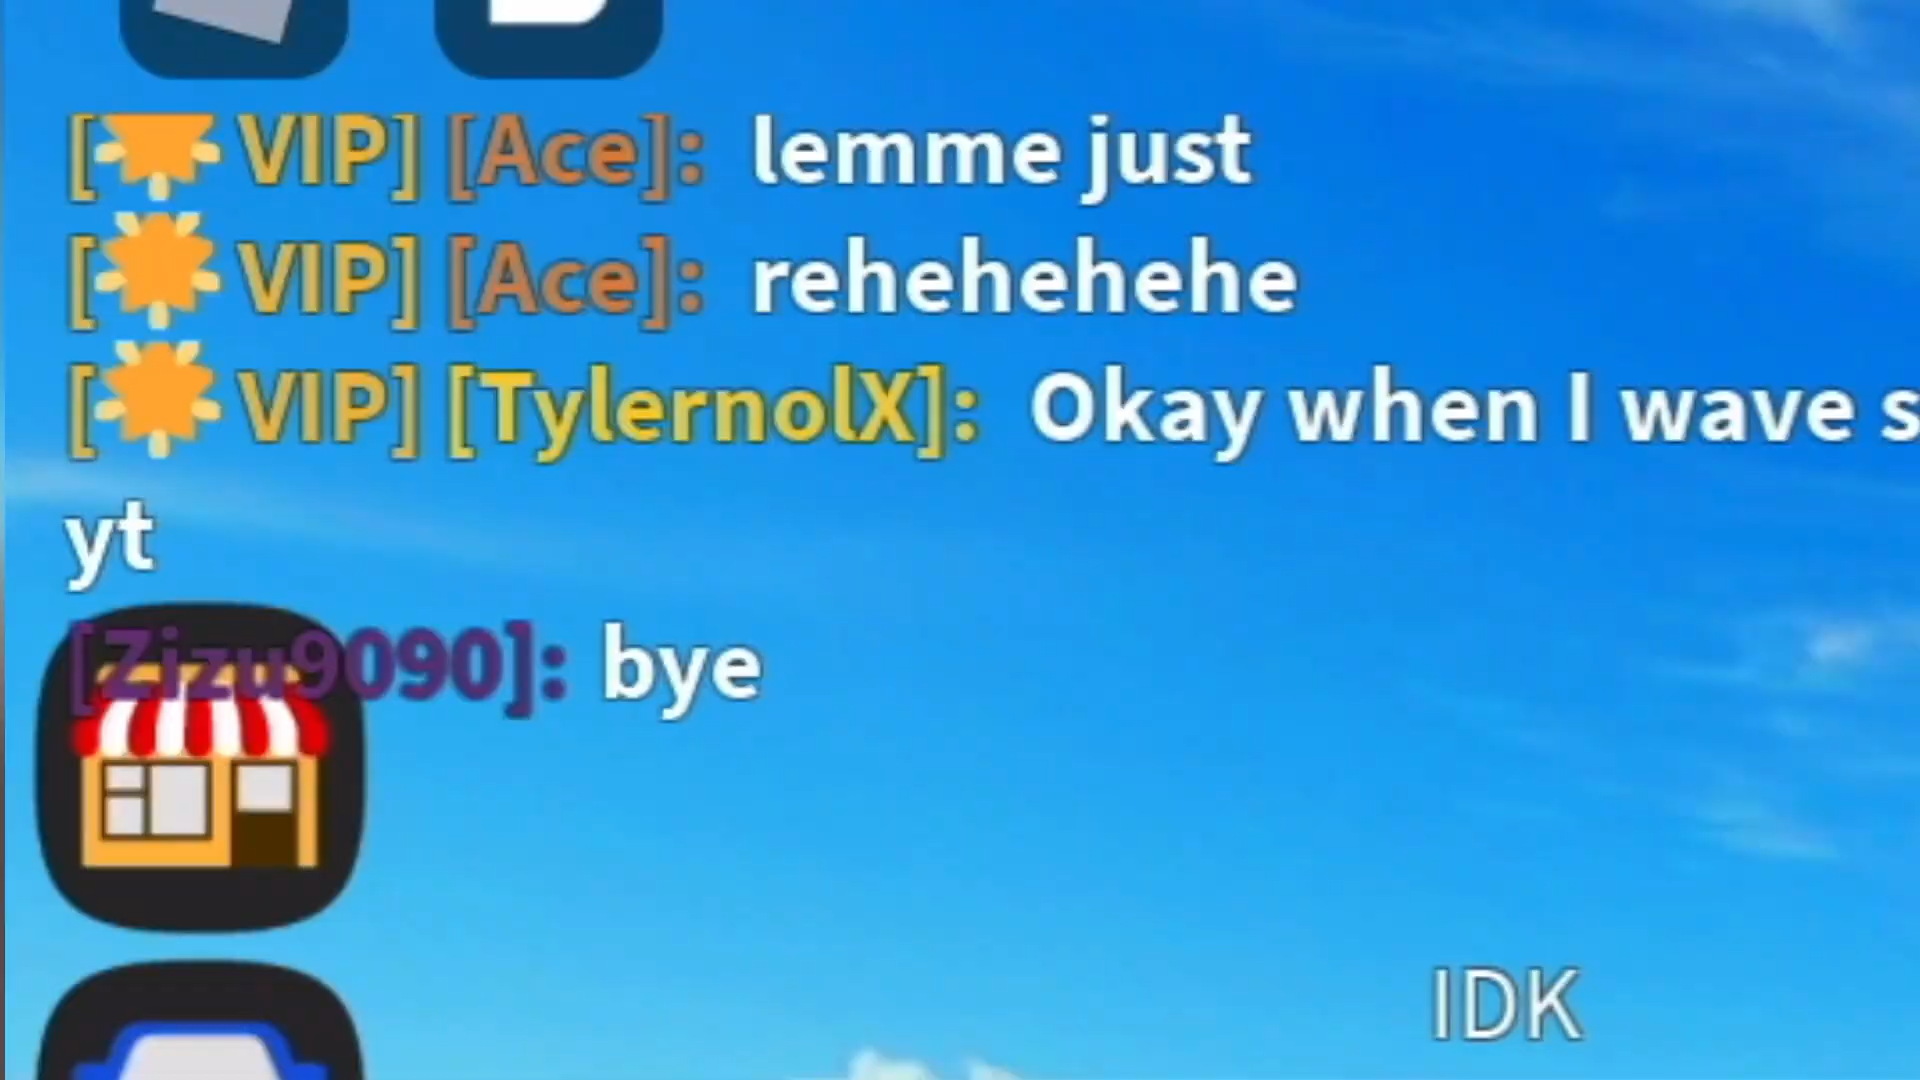 [VIP] [Ace]: lemme just
[VIP] [Ace]: rehehehehe
[VIP] [TylernolX]: Okay when I wave s
yt
[Zizu9090]: bye
IDK